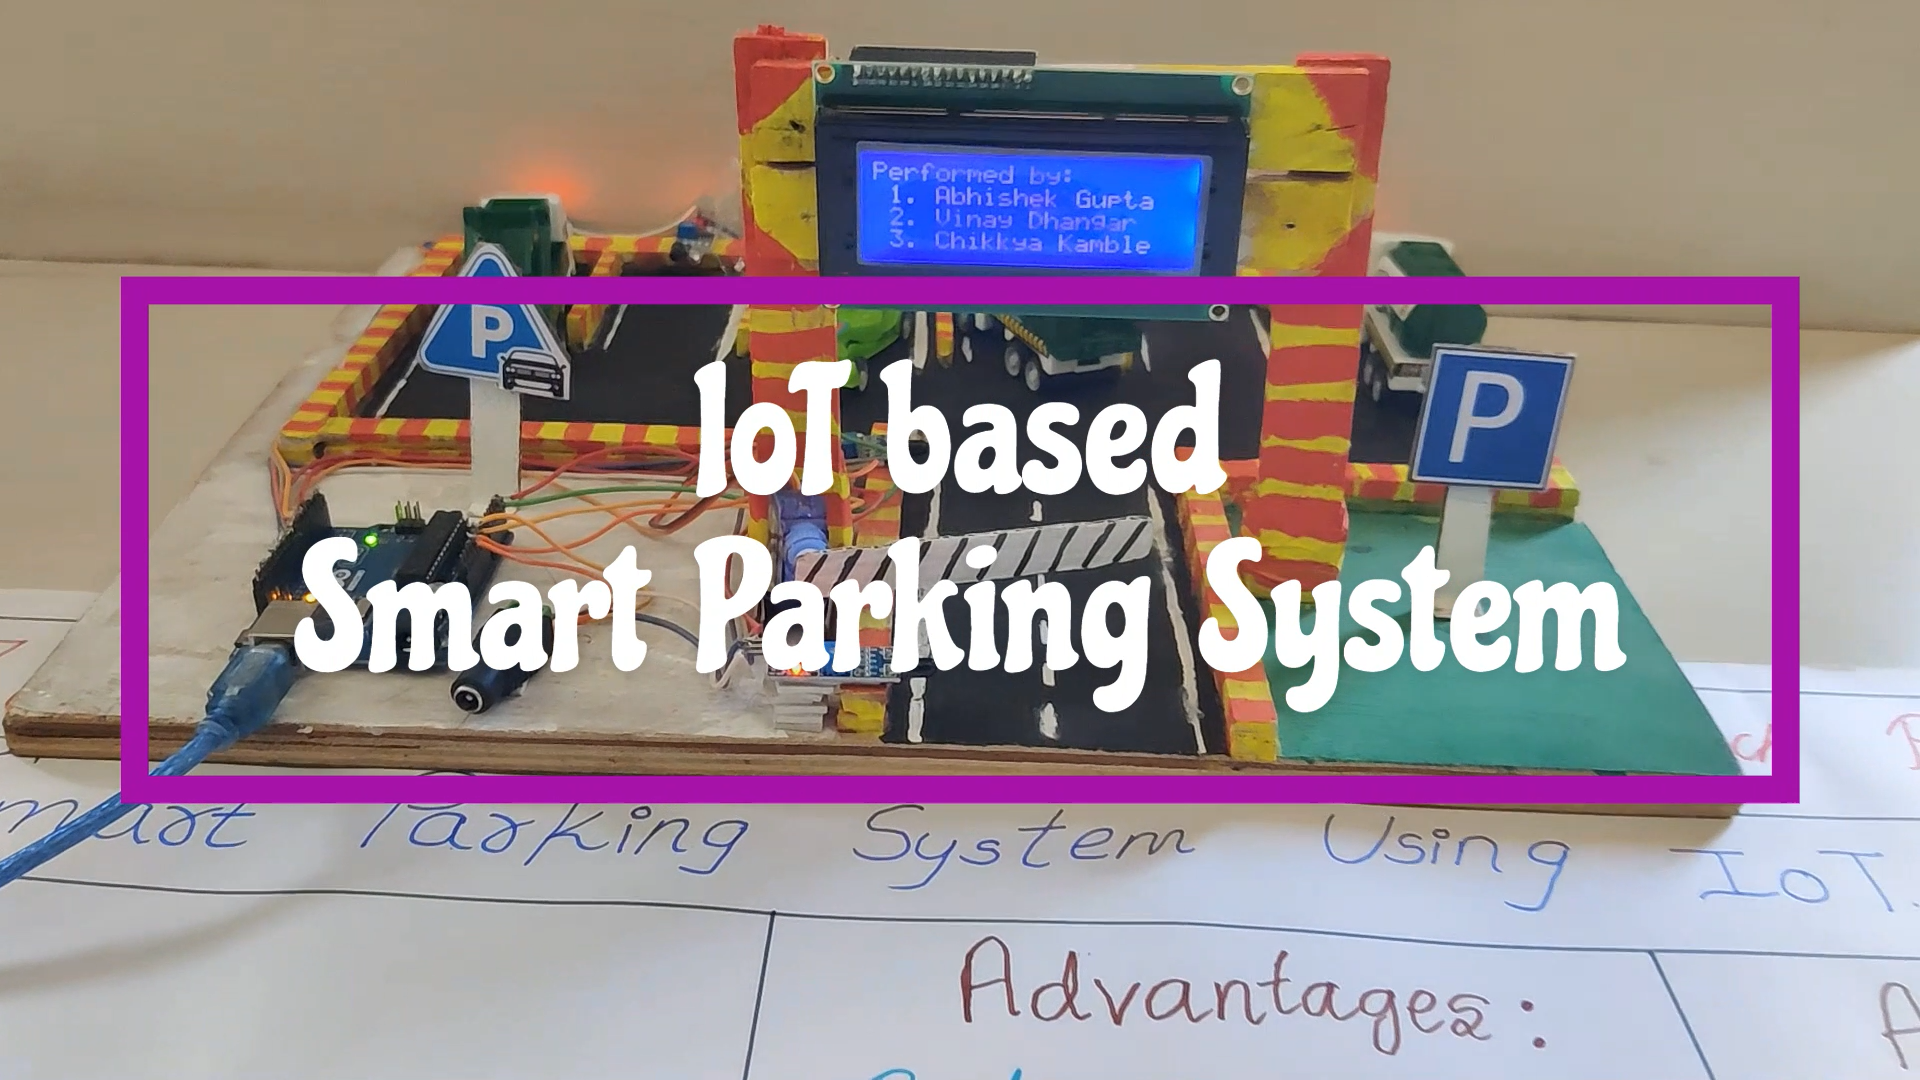 Performed by:
1. Abhishek Gupta
2. Vinay Dhangar
3. Chikkya Kamble
P
P
IoT based
Smart Parking System
mart Parking System Using IoT.
Advantages: